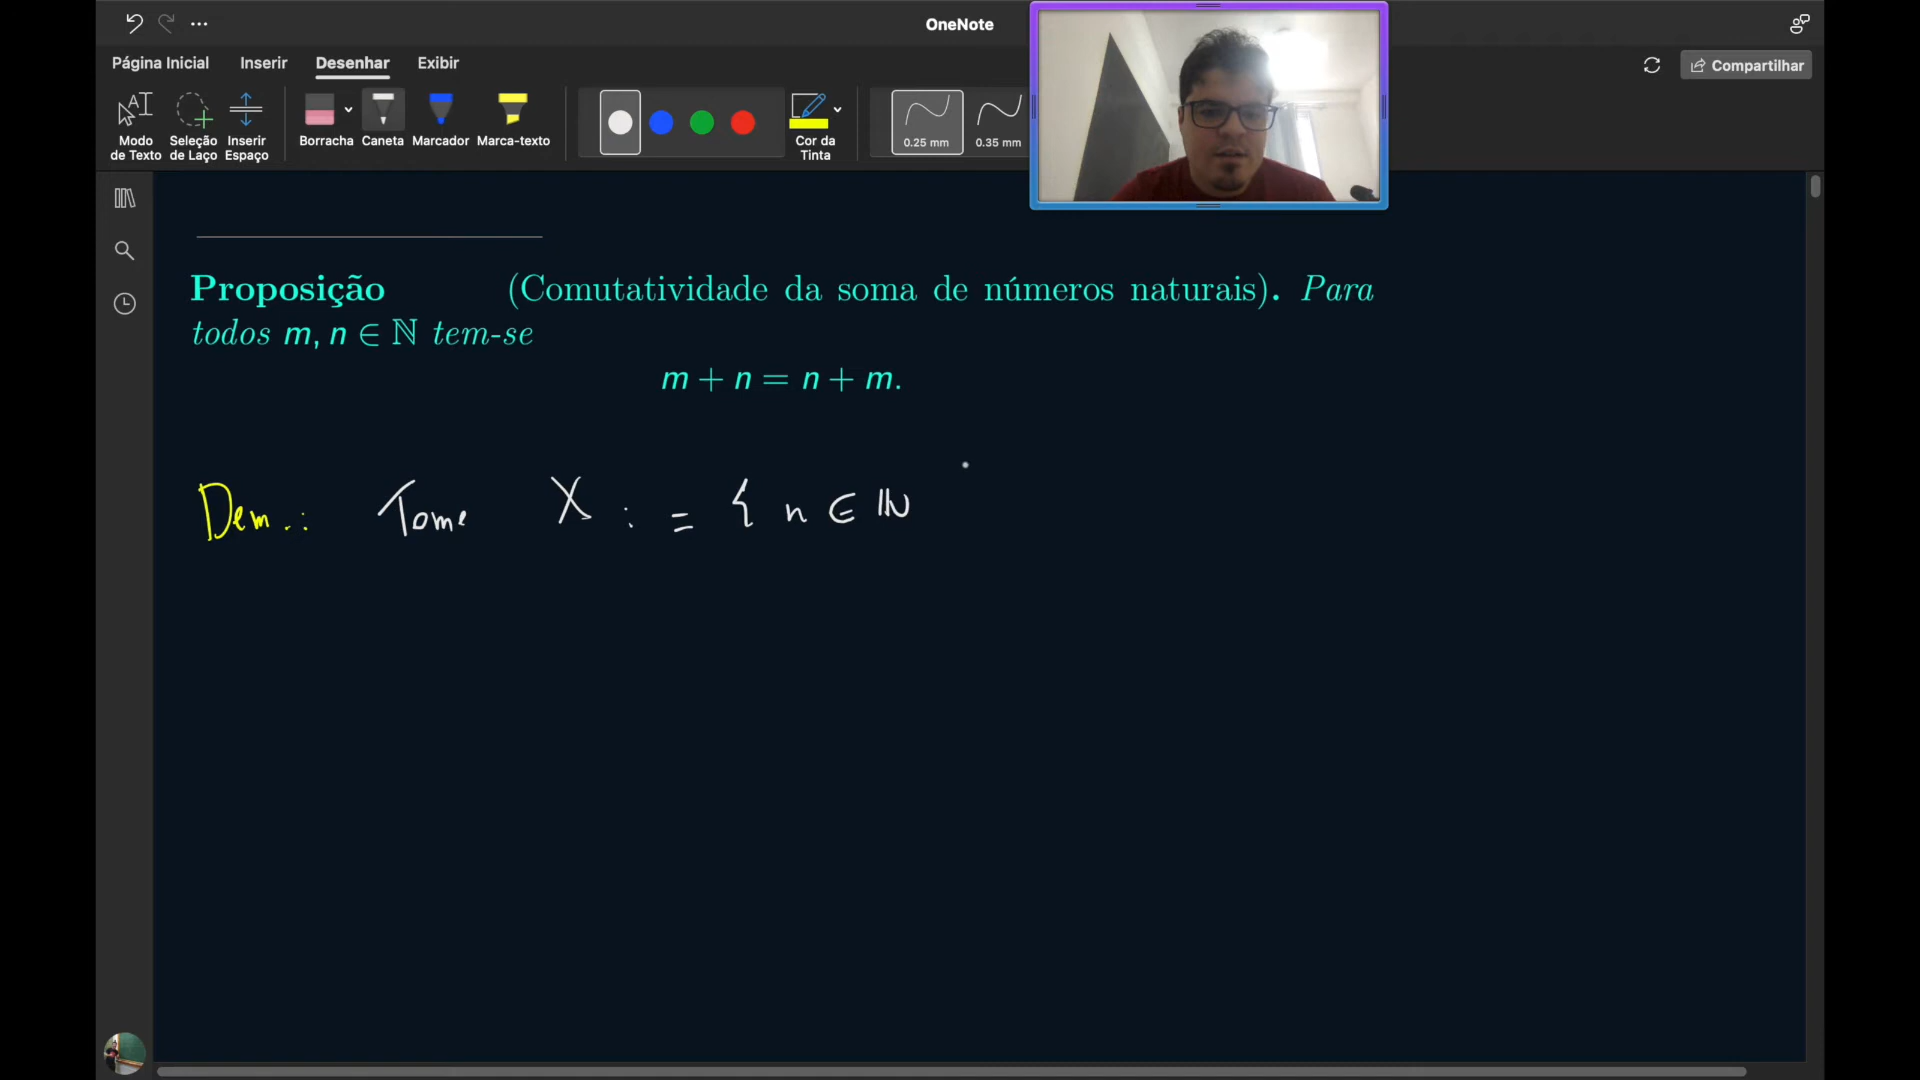 OneNote
Página Inicial Inserir Desenhar Exibir
Compartilhar
Modo de Texto
Seleção de Laço
Inserir Espaço
Borracha
Caneta
Marcador
Marca-texto
Cor da Tinta
0.25 mm
0.35 mm
Proposição (Comutatividade da soma de números naturais). Para
todos m, n ∈ ℕ tem-se
m + n = n + m.
Dem.: Tome X := { n ∈ ℕ